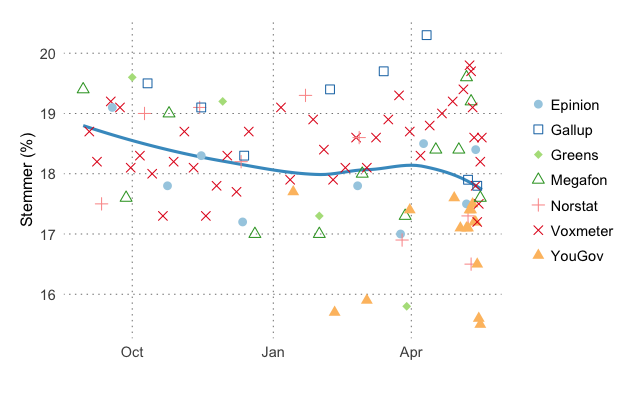 Stemmer (%)
20
19
18
17
16
Oct
Jan
Apr
Epinion
Gallup
Greens
Megafon
Norstat
Voxmeter
YouGov